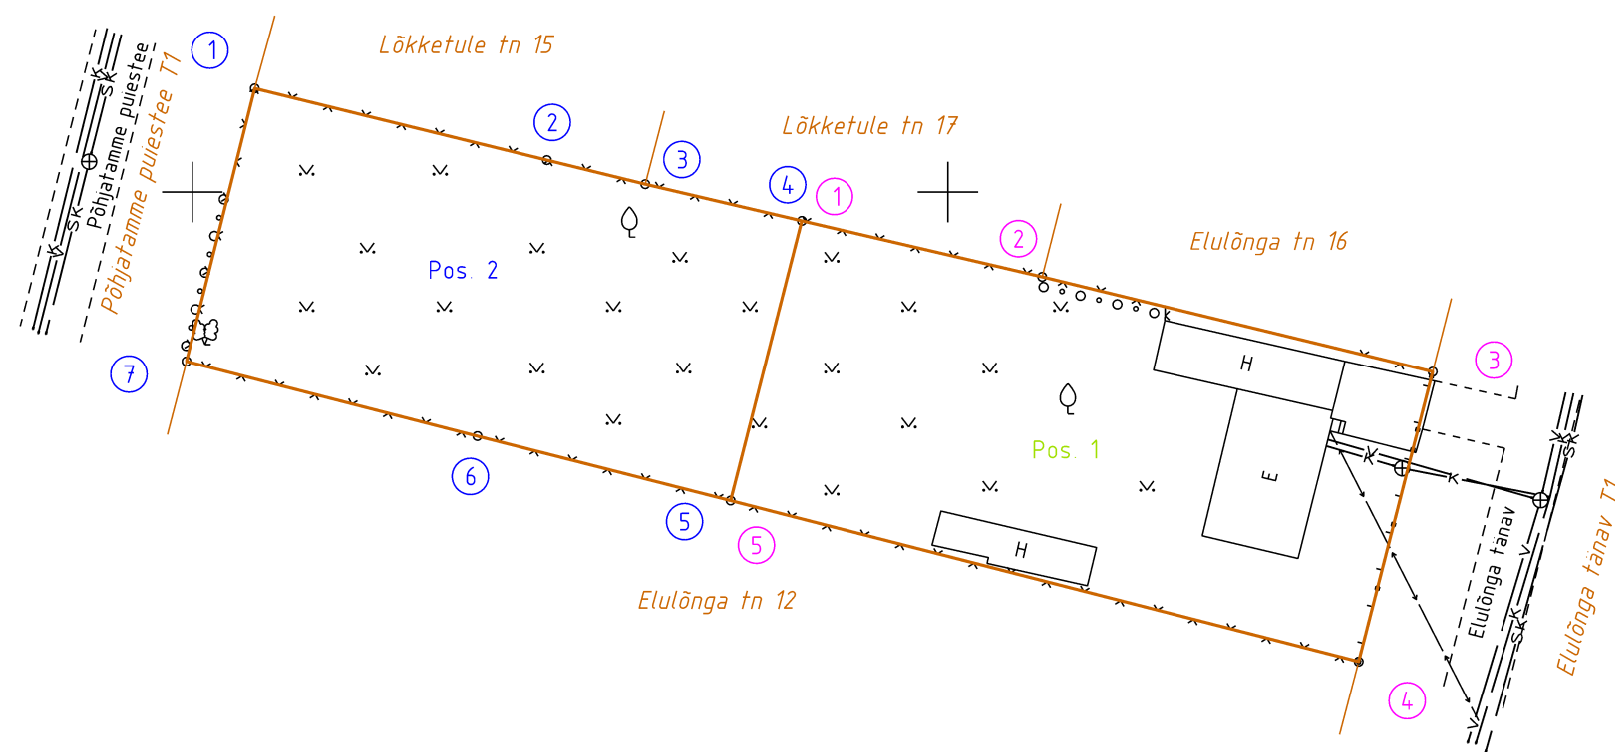 1
Lõkketule tn 15
Põhjatamme puiestee
Põhjatamme puiestee T1
2
3
Lõkketule tn 17
4
1
2
Elulõnga tn 16
Pos. 2
3
7
H
Pos. 1
E
6
5
5
H
Elulõnga tn 12
Elulõnga tänav
Elulõnga tänav T1
4
K
V
SK
SK
K
V
K
K
V
K
SK
V
K
SK
V